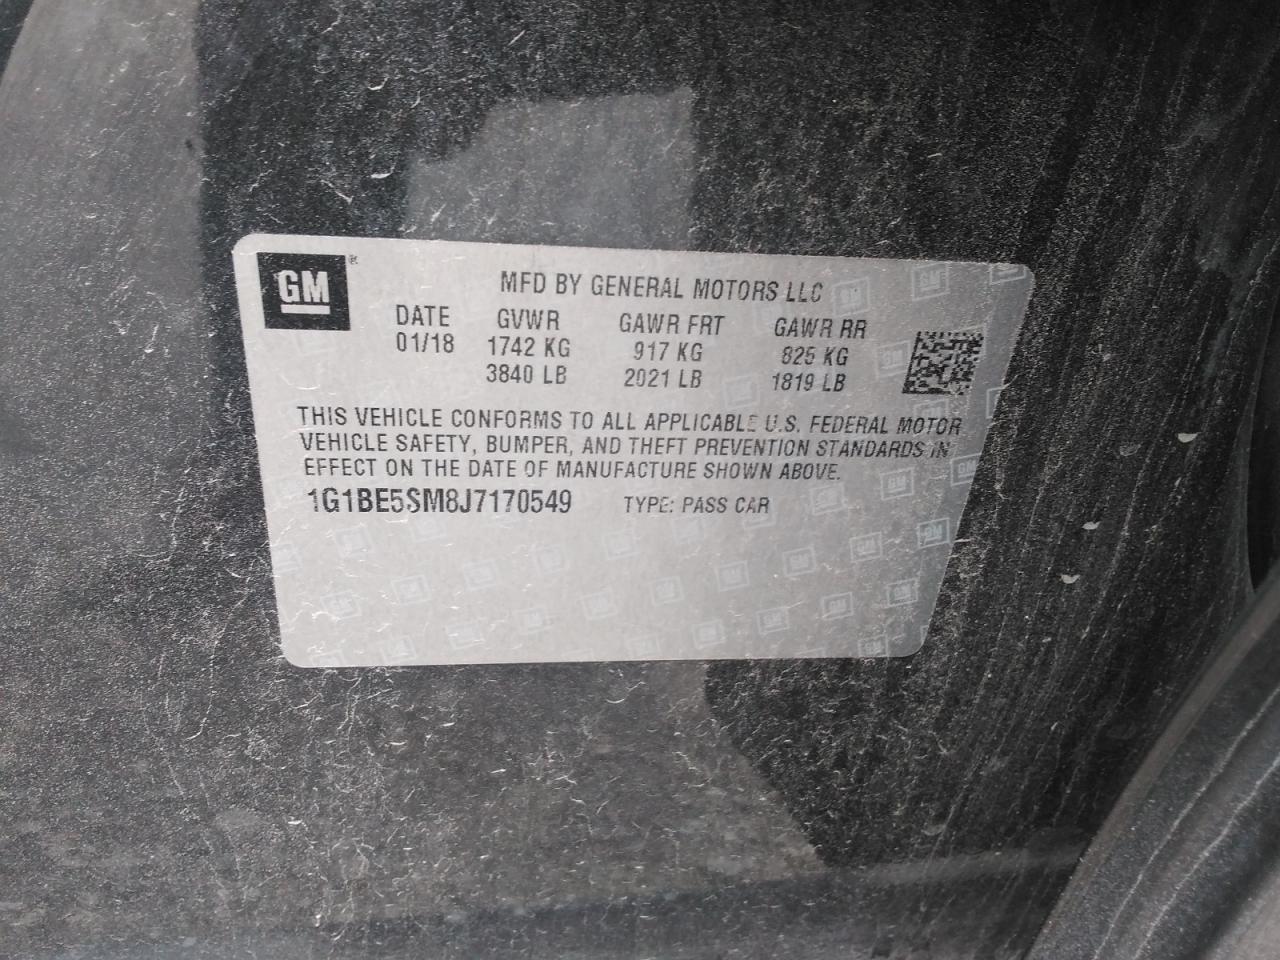 GM
MFD BY GENERAL MOTORS LLC
DATE GVWR GAWR FRT GAWR RR
01/18 1742 KG 917 KG 825 KG
3840 LB 2021 LB 1819 LB
THIS VEHICLE CONFORMS TO ALL APPLICABLE U.S. FEDERAL MOTOR
VEHICLE SAFETY, BUMPER, AND THEFT PREVENTION STANDARDS IN
EFFECT ON THE DATE OF MANUFACTURE SHOWN ABOVE.
1G1BE5SM8J7170549 TYPE: PASS CAR